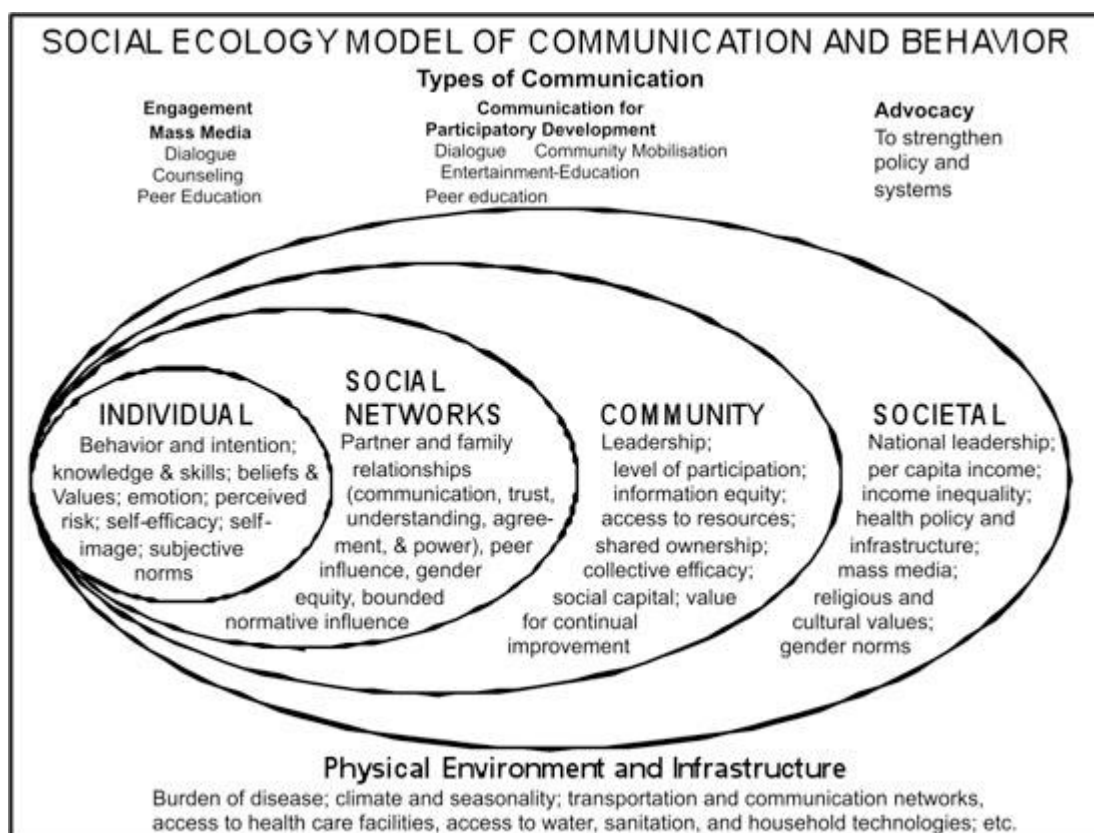 SOCIAL ECOLOGY MODEL OF COMMUNICATION AND BEHAVIOR
Types of Communication
Engagement
Mass Media
Dialogue
Counseling
Peer Education
Communication for
Participatory Development
Dialogue Community Mobilisation
Entertainment-Education
Peer education
Advocacy
To strengthen
policy and
systems
INDIVIDUAL
Behavior and intention;
knowledge & skills; beliefs &
Values; emotion; perceived
risk; self-efficacy; self-
image; subjective
norms
SOCIAL
NETWORKS
Partner and family
relationships
(communication, trust,
understanding, agree-
ment, & power), peer
influence, gender
equity, bounded
normative influence
COMMUNITY
Leadership;
level of participation;
information equity;
access to resources;
shared ownership;
collective efficacy;
social capital; value
for continual
improvement
SOCIETAL
National leadership;
per capita income;
income inequality;
health policy and
infrastructure;
mass media;
religious and
cultural values;
gender norms
Physical Environment and Infrastructure
Burden of disease; climate and seasonality; transportation and communication networks,
access to health care facilities, access to water, sanitation, and household technologies; etc.